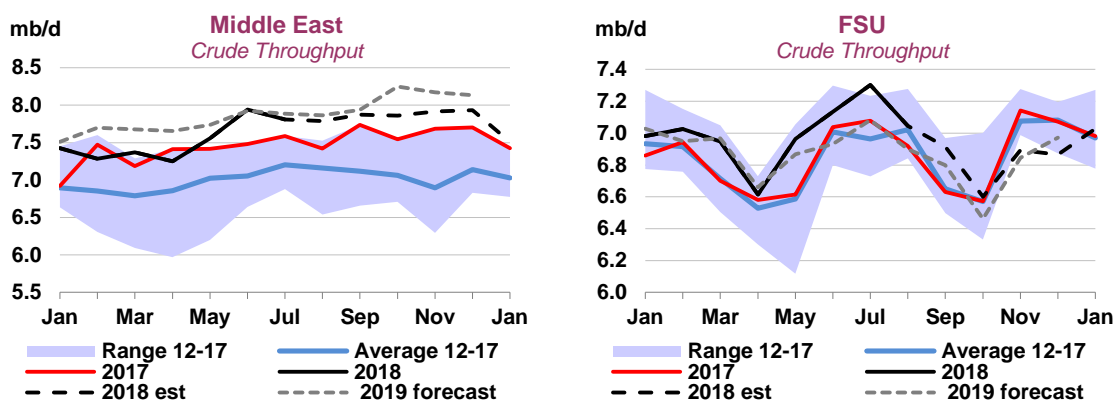 mb/d
Middle East
Crude Throughput
8.5
8.0
7.5
7.0
6.5
6.0
5.5
Jan Mar May Jul Sep Nov Jan
Range 12-17 Average 12-17
2017 2018
2018 est 2019 forecast
mb/d
FSU
Crude Throughput
7.4
7.2
7.0
6.8
6.6
6.4
6.2
6.0
Jan Mar May Jul Sep Nov Jan
Range 12-17 Average 12-17
2017 2018
2018 est 2019 forecast